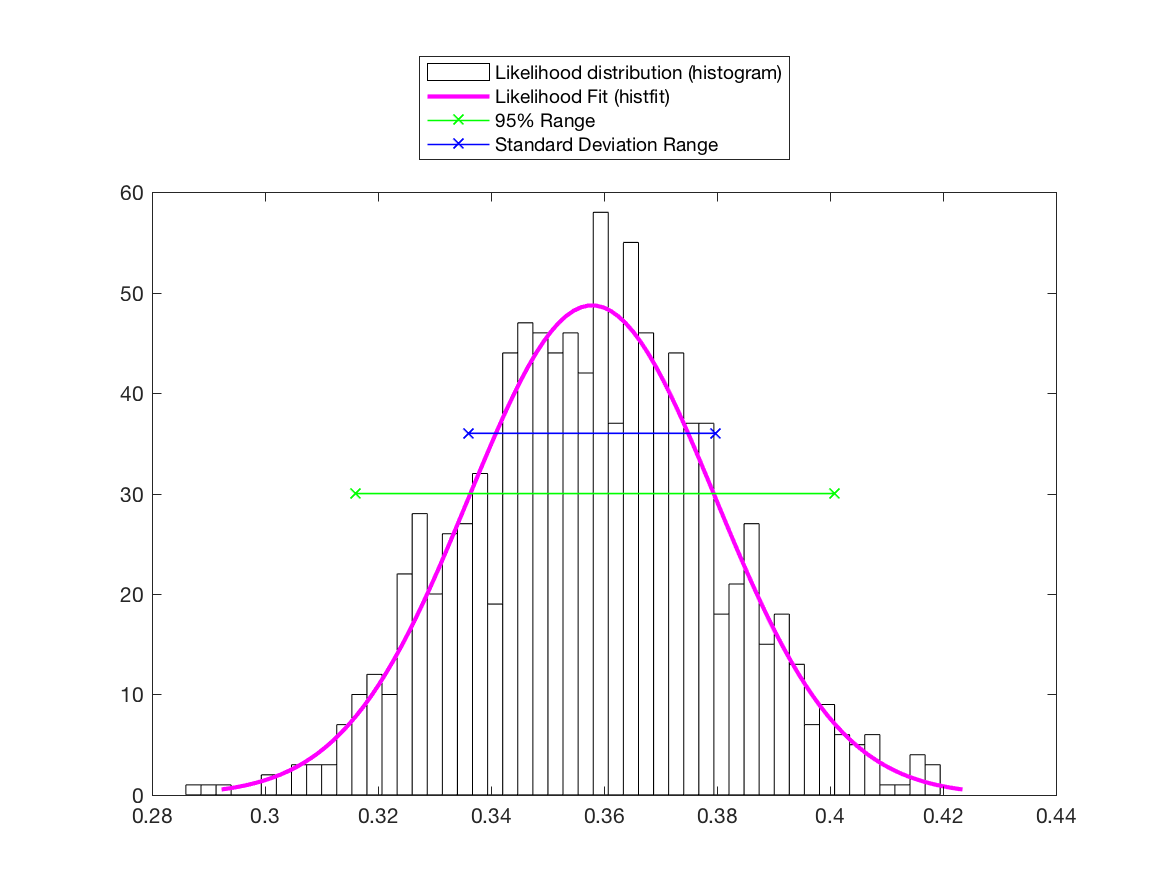 Likelihood distribution (histogram)
Likelihood Fit (histfit)
95% Range
Standard Deviation Range
60
50
40
30
20
10
0
0.28 0.3 0.32 0.34 0.36 0.38 0.4 0.42 0.44